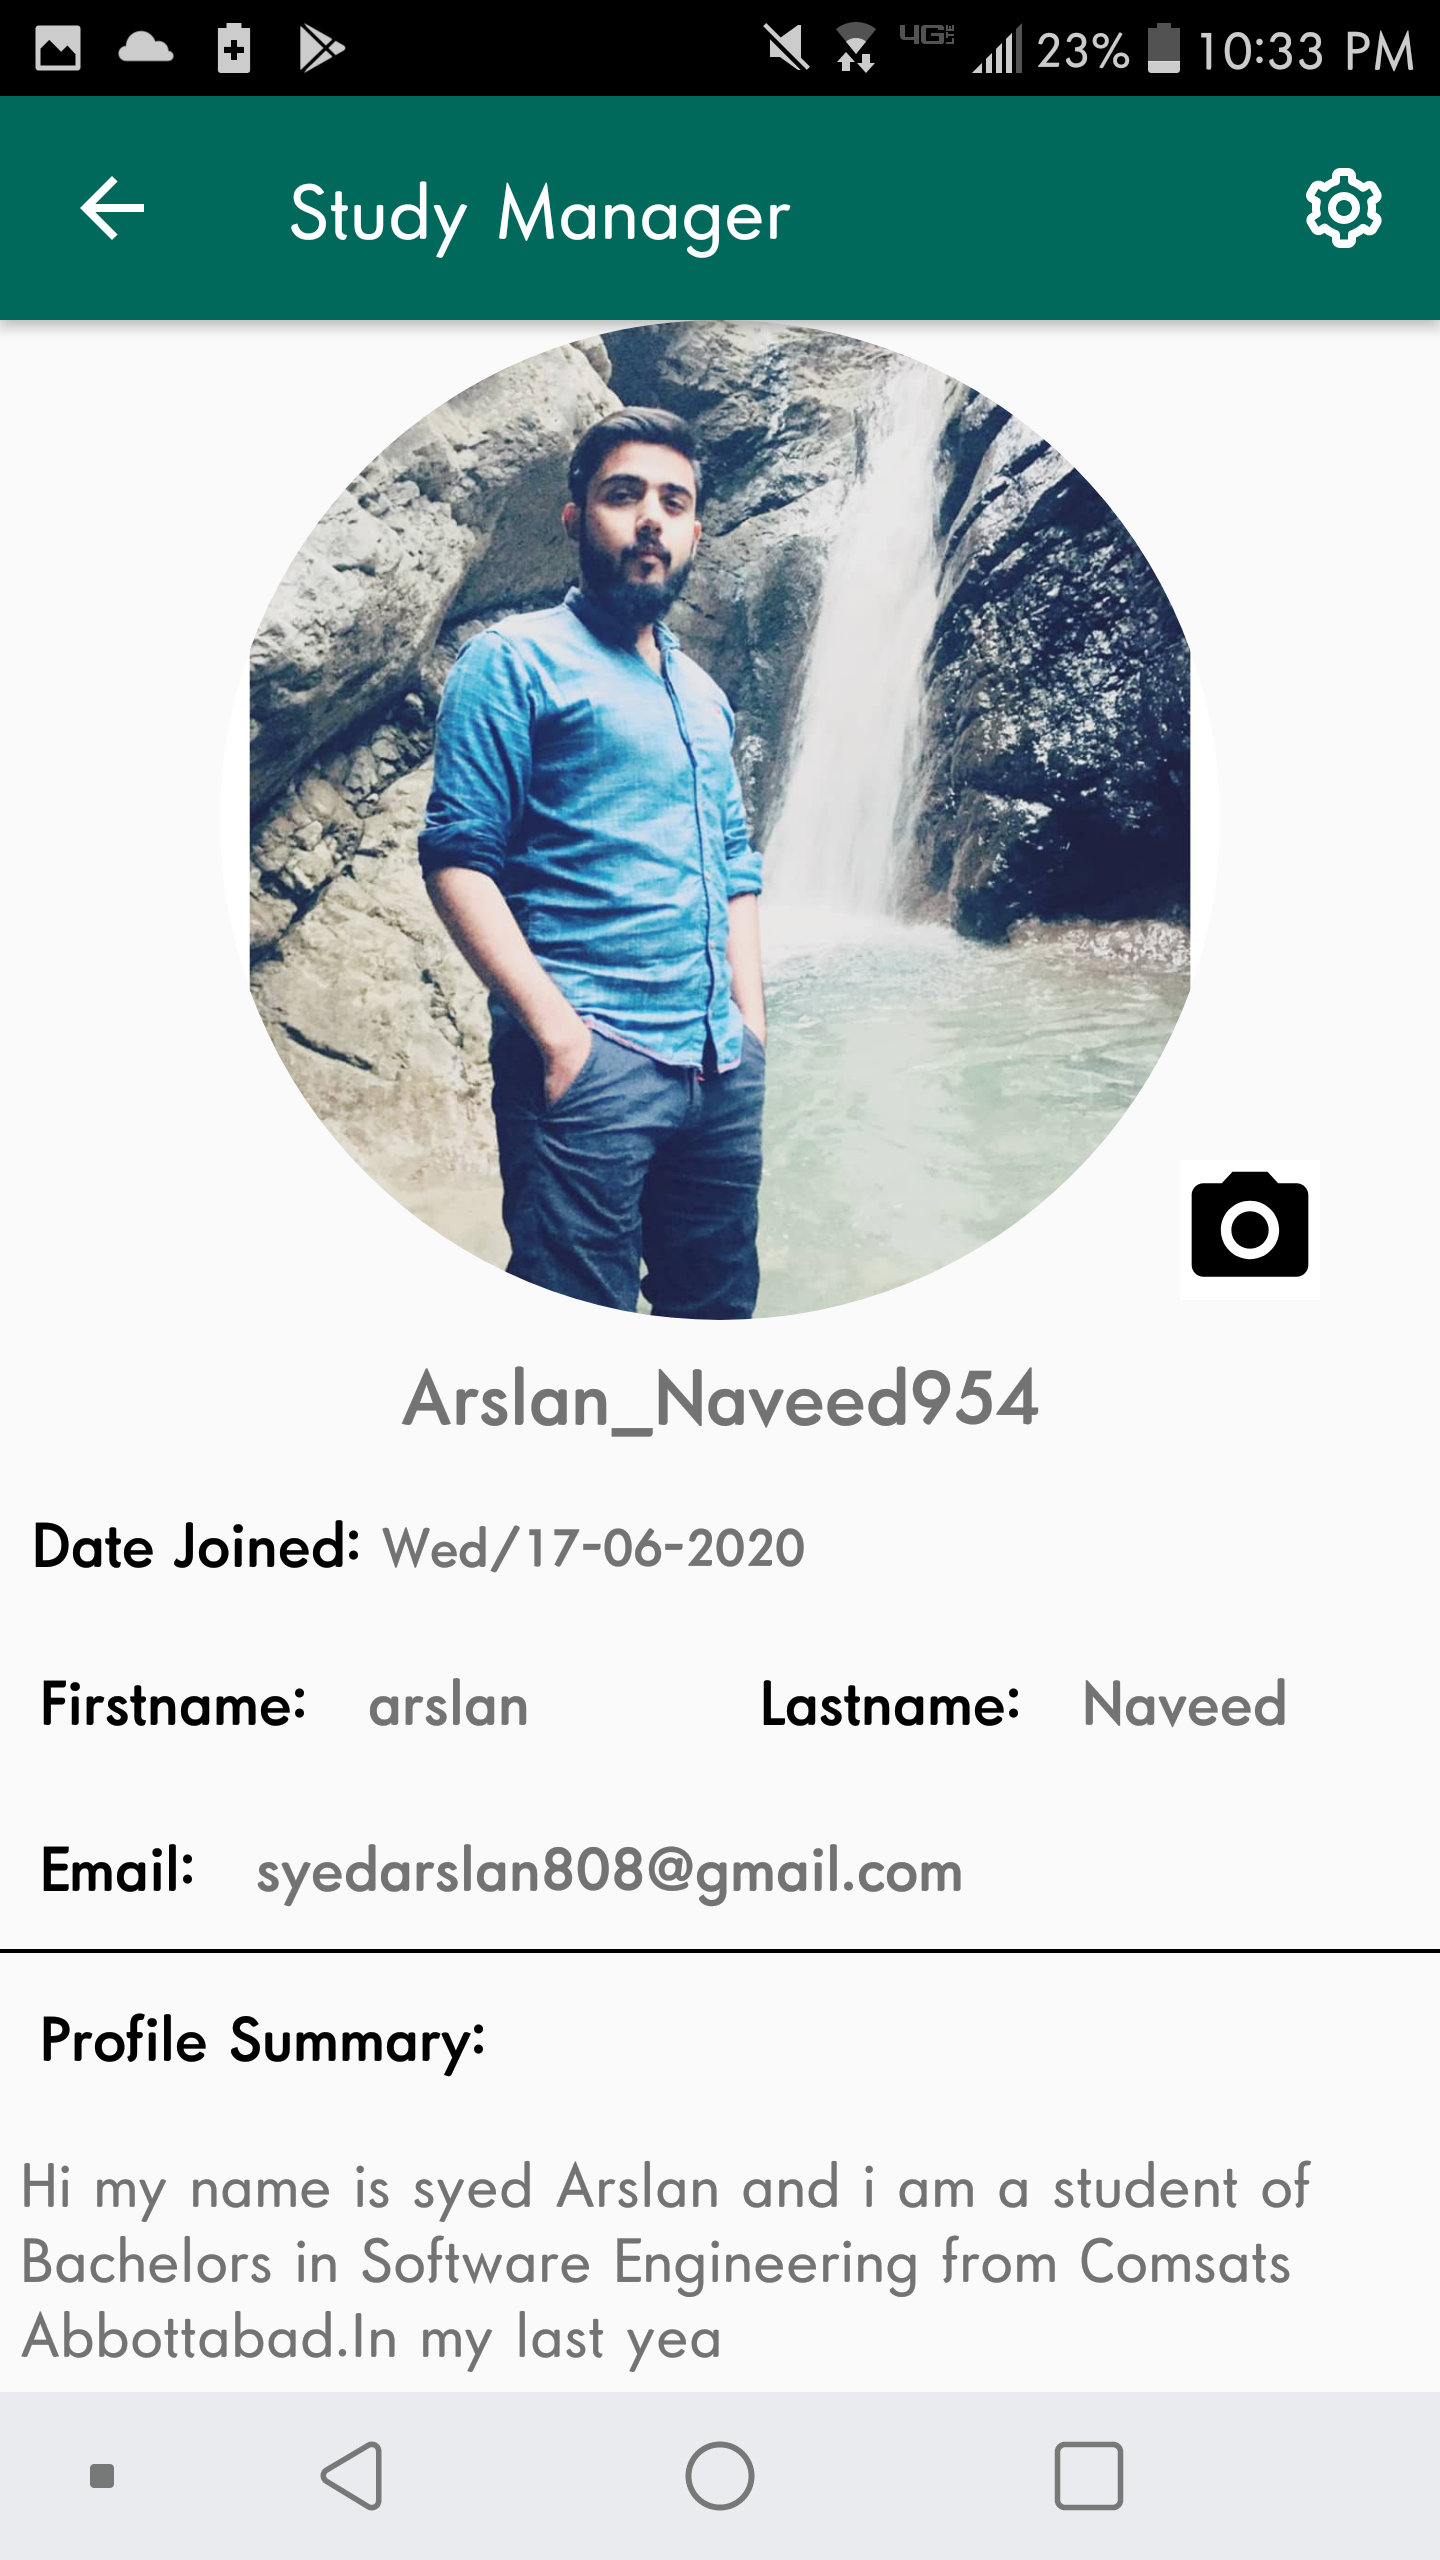 4G LTE 23% 10:33 PM
Study Manager
Arslan_Naveed954
Date Joined: Wed/17-06-2020
Firstname: arslan Lastname: Naveed
Email: syedarslan808@gmail.com
Profile Summary:
Hi my name is syed Arslan and i am a student of
Bachelors in Software Engineering from Comsats
Abbottabad.In my last yea